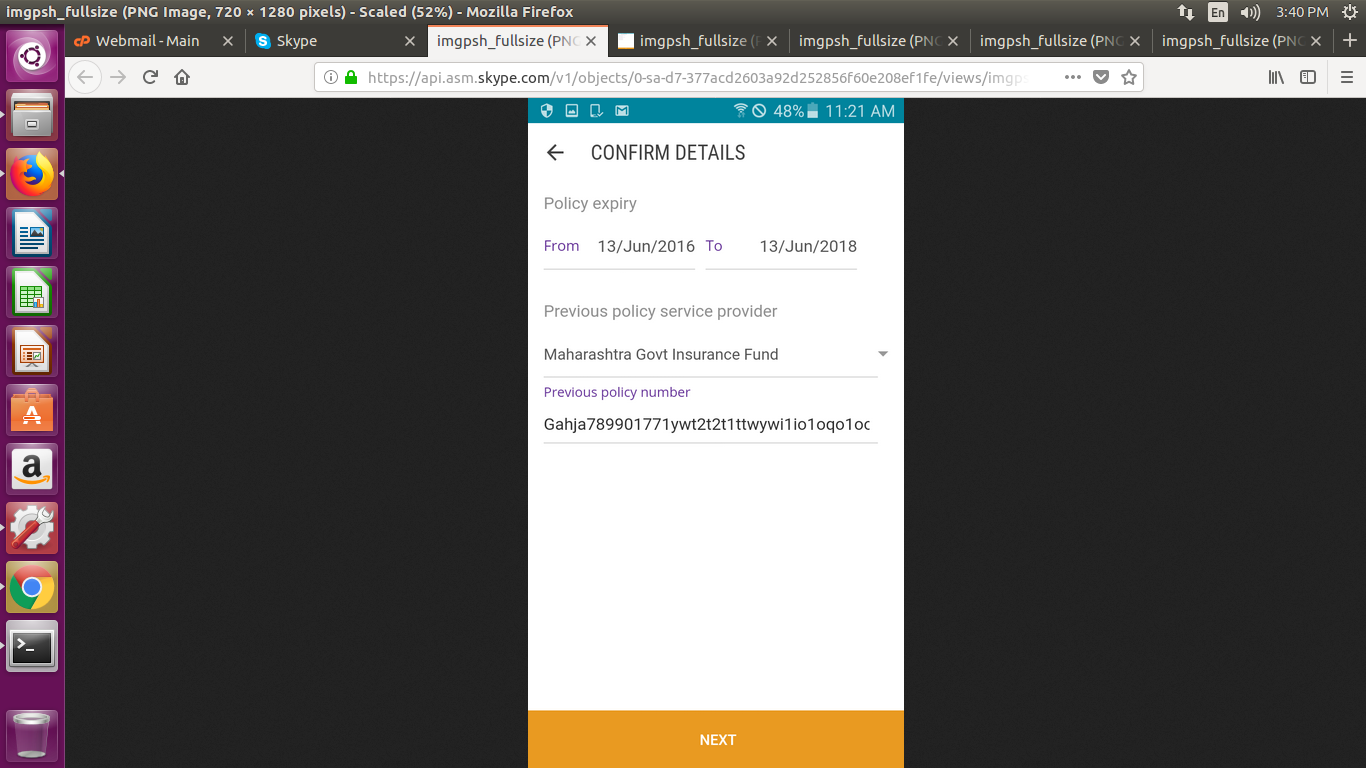 imgpsh_fullsize (PNG Image, 720 × 1280 pixels) - Scaled (52%) - Mozilla Firefox
En 3:40 PM
Webmail - Main
Skype
imgpsh_fullsize (PNG
imgpsh_fullsize (P
imgpsh_fullsize (PNG
imgpsh_fullsize (PNG
imgpsh_fullsize (PNG
https://api.asm.skype.com/v1/objects/0-sa-d7-377acd2603a92d252856f60e208ef1fe/views/imgps
48% 11:21 AM
CONFIRM DETAILS
Policy expiry
From 13/Jun/2016 To 13/Jun/2018
Previous policy service provider
Maharashtra Govt Insurance Fund
Previous policy number
Gahja789901771ywt2t2t1ttwywi1io1oqo1oc
NEXT